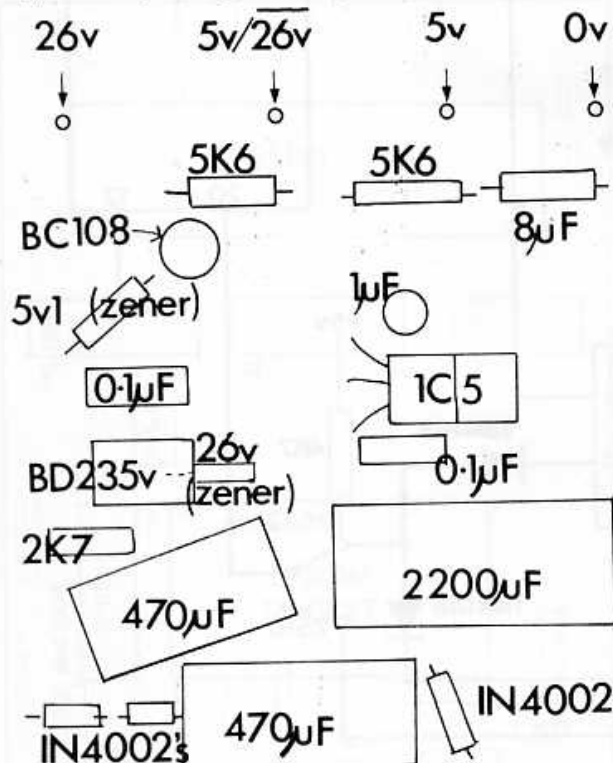 26v 5v/26v 5v 0v
5K6 5K6
BC108 8µF
5v1 (zener) 1µF
0·1µF 1C 5
BD235v 26v (zener) 0·1µF
2K7
470µF 2200µF
IN4002's 470µF IN4002